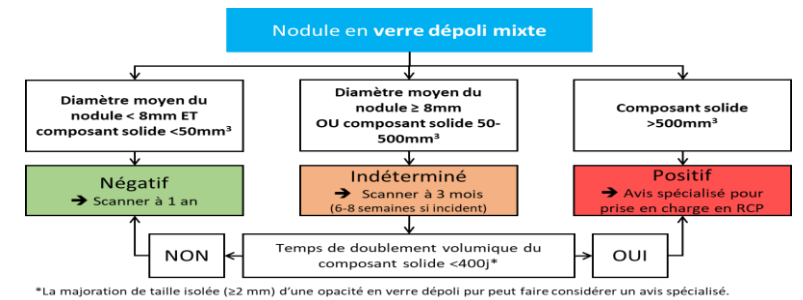 Nodule en verre dépoli mixte
Diamètre moyen du
nodule < 8mm ET
composant solide <50mm³
Diamètre moyen du
nodule ≥ 8mm
OU composant solide 50-
500mm³
Composant solide
>500mm³
Négatif
➔ Scanner à 1 an
Indéterminé
➔ Scanner à 3 mois
(6-8 semaines si incident)
Positif
➔ Avis spécialisé pour
prise en charge en RCP
NON
Temps de doublement volumique du
composant solide <400j*
OUI
*La majoration de taille isolée (≥2 mm) d’une opacité en verre dépoli pur peut faire considérer un avis spécialisé.